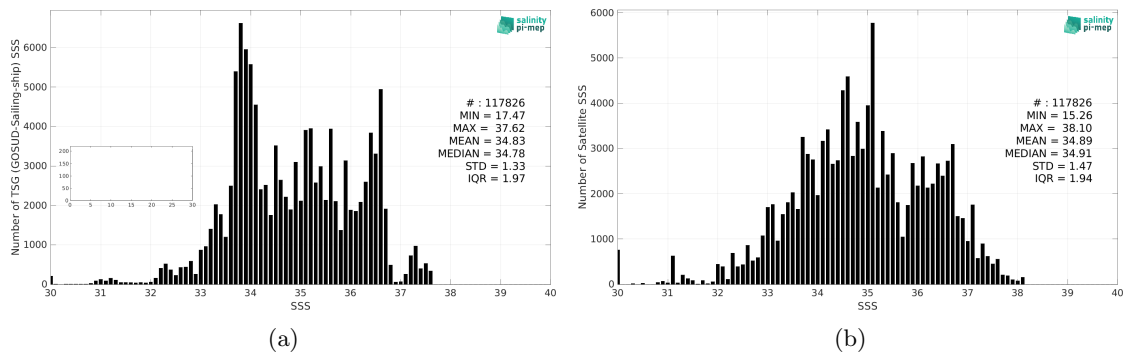 salinity
pi-mep
Number of TSG (GOSUD-Sailing-ship) SSS
6000
5000
4000
3000
2000
1000
0
200
150
100
50
0
0 5 10 15 20 25 30
# : 117826
MIN = 17.47
MAX = 37.62
MEAN = 34.83
MEDIAN = 34.78
STD = 1.33
IQR = 1.97
30 31 32 33 34 35 36 37 38 39 40
SSS
(a)
salinity
pi-mep
Number of Satellite SSS
6000
5000
4000
3000
2000
1000
0
# : 117826
MIN = 15.26
MAX = 38.10
MEAN = 34.89
MEDIAN = 34.91
STD = 1.47
IQR = 1.94
30 31 32 33 34 35 36 37 38 39 40
SSS
(b)